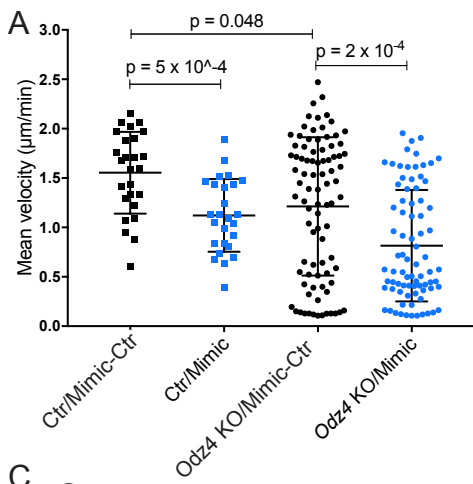 A
p = 0.048
p = 5 x 10^-4
p = 2 x 10-4
Mean velocity (µm/min)
3.0
2.5
2.0
1.5
1.0
0.5
0.0
Ctr/Mimic-Ctr
Ctr/Mimic
Odz4 KO/Mimic-Ctr
Odz4 KO/Mimic
C